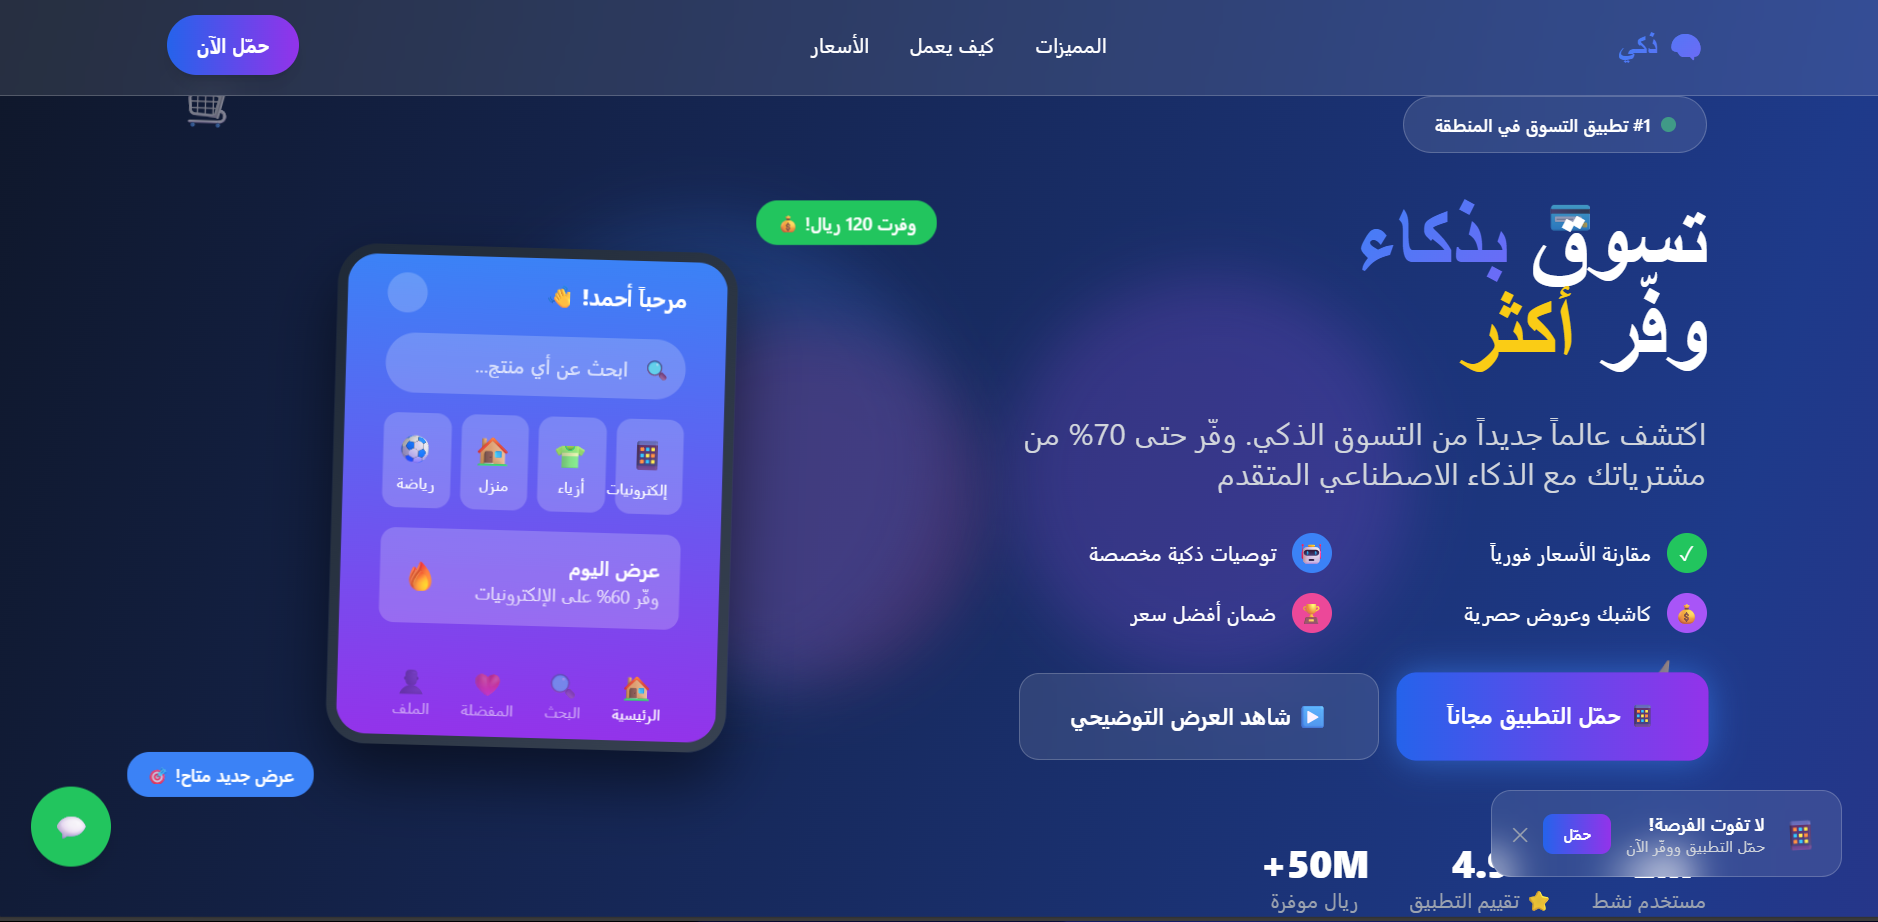 ذكي
المميزات
كيف يعمل
الأسعار
حمّل الآن
#1 تطبيق التسوق في المنطقة
تسوق بذكاء
وفّر أكثر
اكتشف عالماً جديداً من التسوق الذكي. وفّر حتى 70% من
مشترياتك مع الذكاء الاصطناعي المتقدم
مقارنة الأسعار فورياً
توصيات ذكية مخصصة
كاشبك وعروض حصرية
ضمان أفضل سعر
حمّل التطبيق مجاناً
شاهد العرض التوضيحي
مستخدم نشط
تقييم التطبيق
50M+
ريال موفرة
وفرت 120 ريال!
مرحباً أحمد!
ابحث عن أي منتج...
إلكترونيات
أزياء
منزل
رياضة
عرض اليوم
وفّر 60% على الإلكترونيات
الرئيسية
البحث
المفضلة
الملف
عرض جديد متاح!
لا تفوت الفرصة!
حمّل التطبيق ووفّر الآن
حمّل